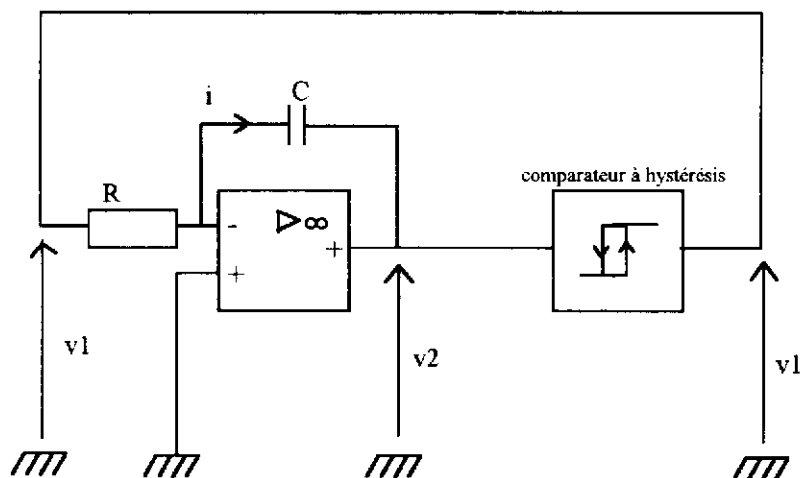 i
C
R
comparateur à hystérésis
- ▷∞
+
+
v1
v2
v1